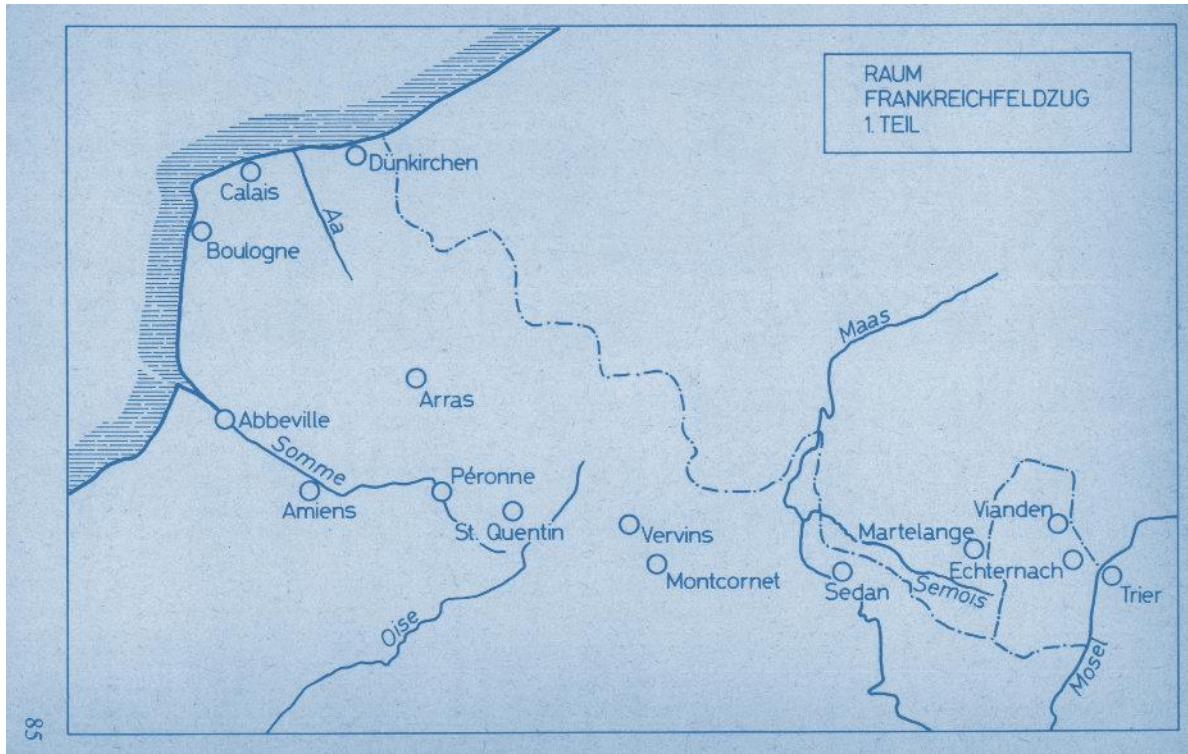 RAUM
FRANKREICHFELDZUG
1. TEIL
Dünkirchen
Calais
Aa
Boulogne
Maas
Arras
Abbeville
Somme
Péronne
Amiens
St. Quentin
Vervins
Montcornet
Oise
Vianden
Martelange
Echternach
Sedan
Semois
Trier
Mosel
85